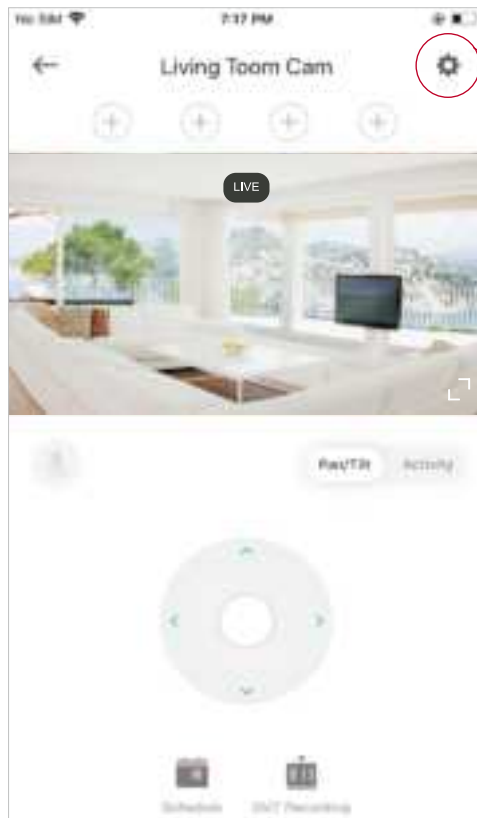 No SIM 7:17 PM
Living Toom Cam
LIVE
Pan/Tilt Activity
Schedule 24/7 Recording